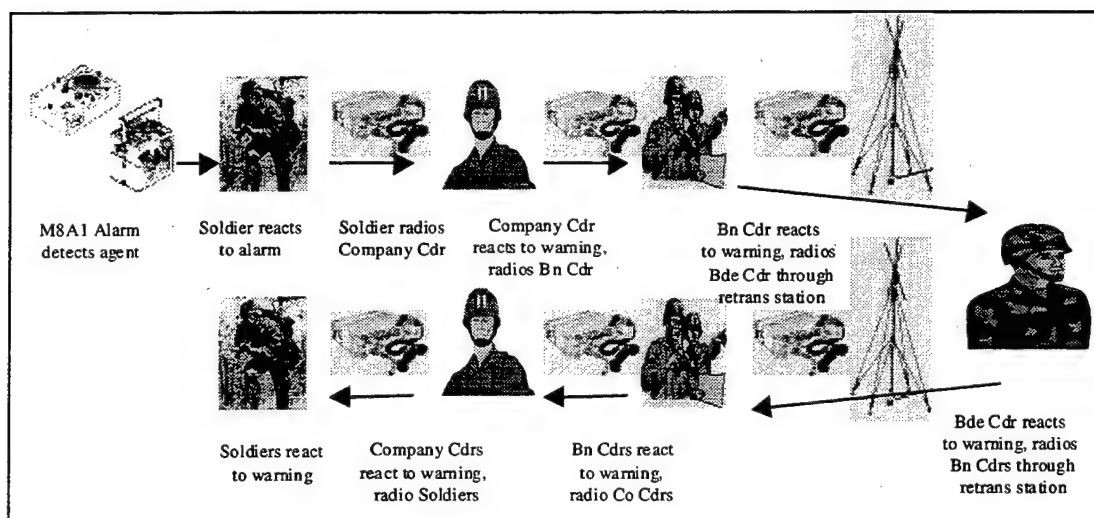 M8A1 Alarm
detects agent
Soldier reacts
to alarm
Soldier radios
Company Cdr
Company Cdr
reacts to warning,
radios Bn Cdr
Bn Cdr reacts
to warning, radios
Bde Cdr through
retrans station
Bde Cdr reacts
to warning, radios
Bn Cdrs through
retrans station
Bn Cdrs react
to warning,
radio Co Cdrs
Company Cdrs
react to warning,
radio Soldiers
Soldiers react
to warning